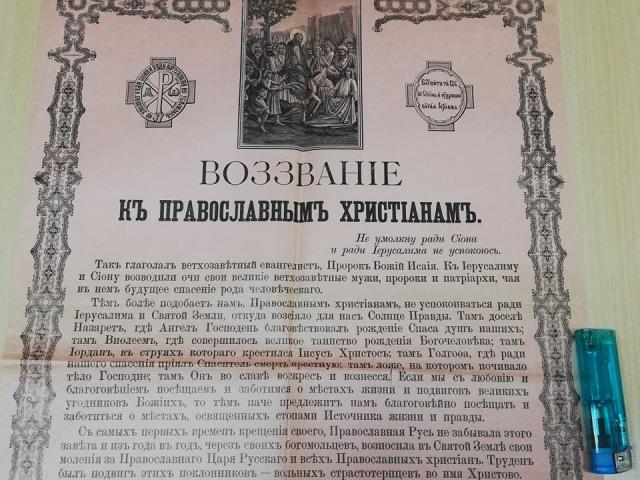 ВОЗЗВАНІЕ
КЪ ПРАВОСЛАВНЫМЪ ХРИСТІАНАМЪ.
Не умолкну ради Сіона
и ради Іерусалима не успокоюсь.
Такъ глаголалъ ветхозавѣтный евангелистъ, Пророкъ Божій Исаія. Къ Іерусалиму
и Сіону возводили очи свои великіе ветхозавѣтные мужи, пророки и патріархи, чая
въ немъ будущее спасеніе рода человѣческаго.
Тѣмъ болѣе подобаетъ намъ, Православнымъ христіанамъ, не успокоиваться ради
Іерусалима и Святой Земли, откуда возсіяло для насъ Солнце Правды. Тамъ доселѣ
Назаретъ, гдѣ Ангелъ Господень благовѣствовалъ рожденіе Спаса душъ нашихъ;
тамъ Виѳлеемъ, гдѣ совершилось великое таинство рожденія Богочеловѣка; тамъ
Іорданъ, въ струяхъ котораго крестился Іисусъ Христосъ; тамъ Голгоѳа, гдѣ ради
нашего спасенія пріялъ Спаситель смерть крестную; тамъ ложе, на которомъ почивало
тѣло Господне; тамъ Онъ во славѣ воскресъ и вознесся. Если мы съ любовію и
благоговѣніемъ посѣщаемъ и заботимся о мѣстахъ жизни и подвиговъ великихъ
угодниковъ Божіихъ, то тѣмъ паче предлежитъ намъ благоговѣйно посѣщать и
заботиться о мѣстахъ, освященныхъ стопами Источника жизни и правды.
Съ самыхъ первыхъ временъ крещенія своего, Православная Русь не забывала этого
завѣта и изъ года въ годъ, черезъ своихъ богомольцевъ, возносила въ Святой Землѣ свои
моленія за Православнаго Царя Русскаго и всѣхъ Православныхъ христіанъ. Труденъ
былъ подвигъ этихъ поклонниковъ — вольныхъ страстотерпцевъ во имя Христово.